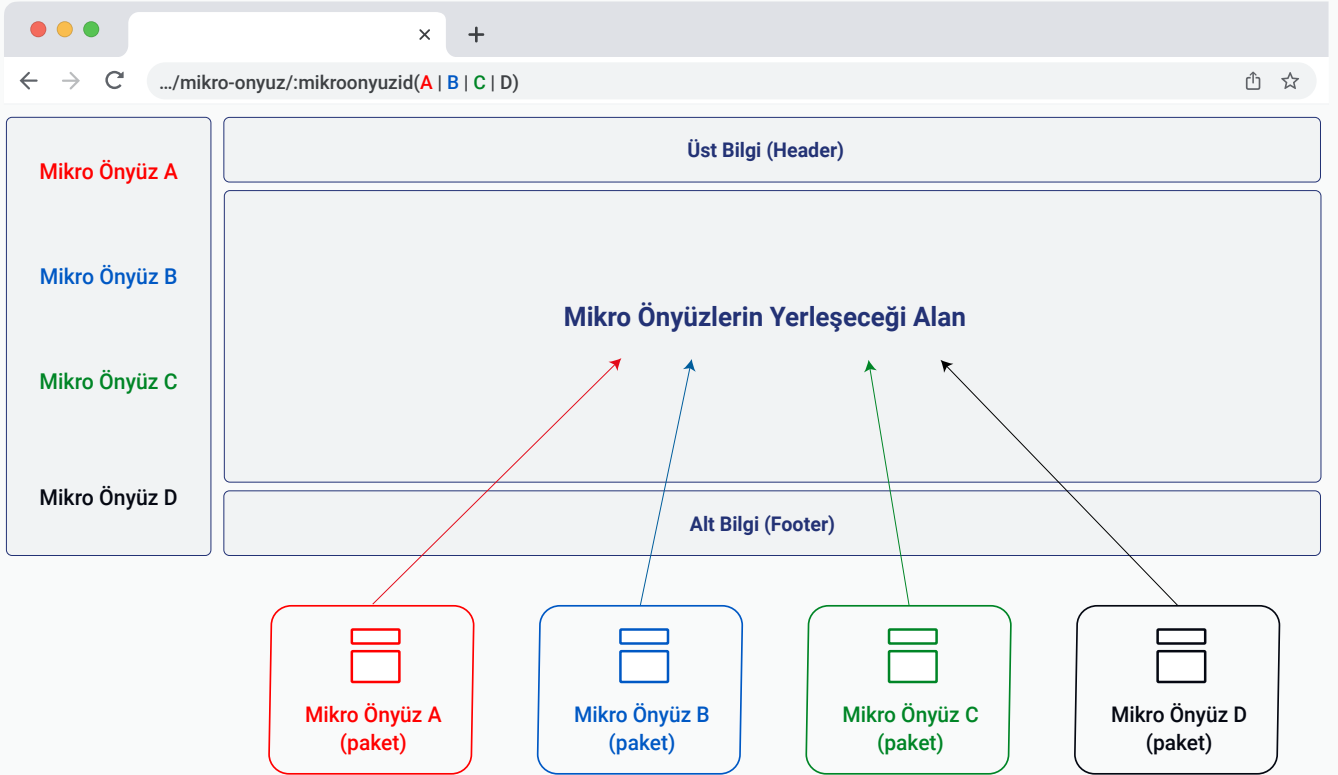 …/mikro-onyuz/:mikroonyuzid(A | B | C | D)
Mikro Önyüz A
Mikro Önyüz B
Mikro Önyüz C
Mikro Önyüz D
Üst Bilgi (Header)
Mikro Önyüzlerin Yerleşeceği Alan
Alt Bilgi (Footer)
Mikro Önyüz A
(paket)
Mikro Önyüz B
(paket)
Mikro Önyüz C
(paket)
Mikro Önyüz D
(paket)